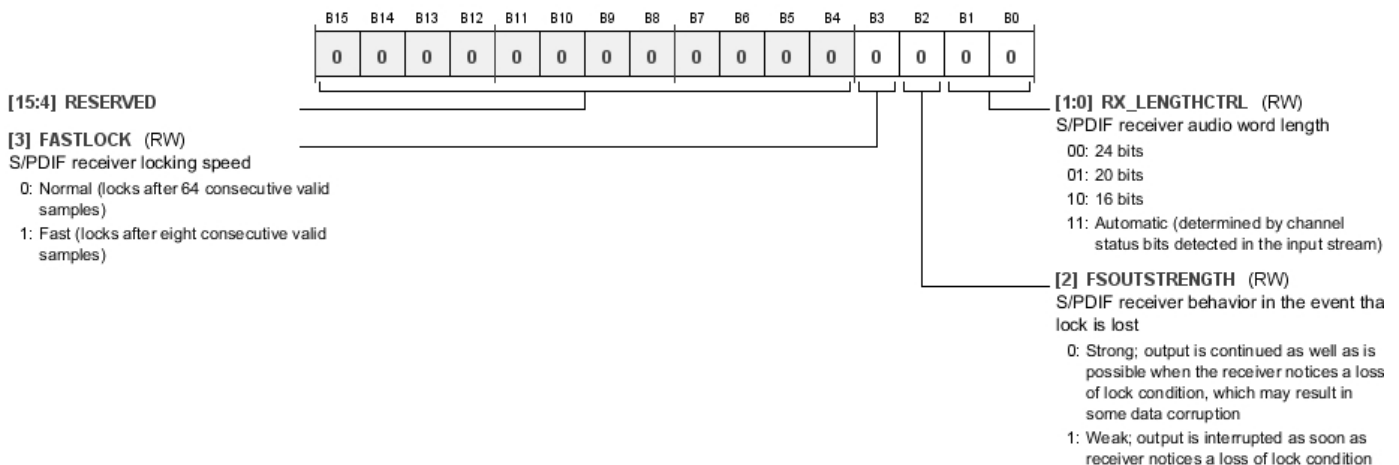 B15 B14 B13 B12 B11 B10 B9 B8 B7 B6 B5 B4 B3 B2 B1 B0
0 0 0 0 0 0 0 0 0 0 0 0 0 0 0 0
[15:4] RESERVED
[3] FASTLOCK (RW)
S/PDIF receiver locking speed
0: Normal (locks after 64 consecutive valid
samples)
1: Fast (locks after eight consecutive valid
samples)
[1:0] RX_LENGTHCTRL (RW)
S/PDIF receiver audio word length
00: 24 bits
01: 20 bits
10: 16 bits
11: Automatic (determined by channel
status bits detected in the input stream)
[2] FSOUTSTRENGTH (RW)
S/PDIF receiver behavior in the event tha
lock is lost
0: Strong; output is continued as well as is
possible when the receiver notices a loss
of lock condition, which may result in
some data corruption
1: Weak; output is interrupted as soon as
receiver notices a loss of lock condition